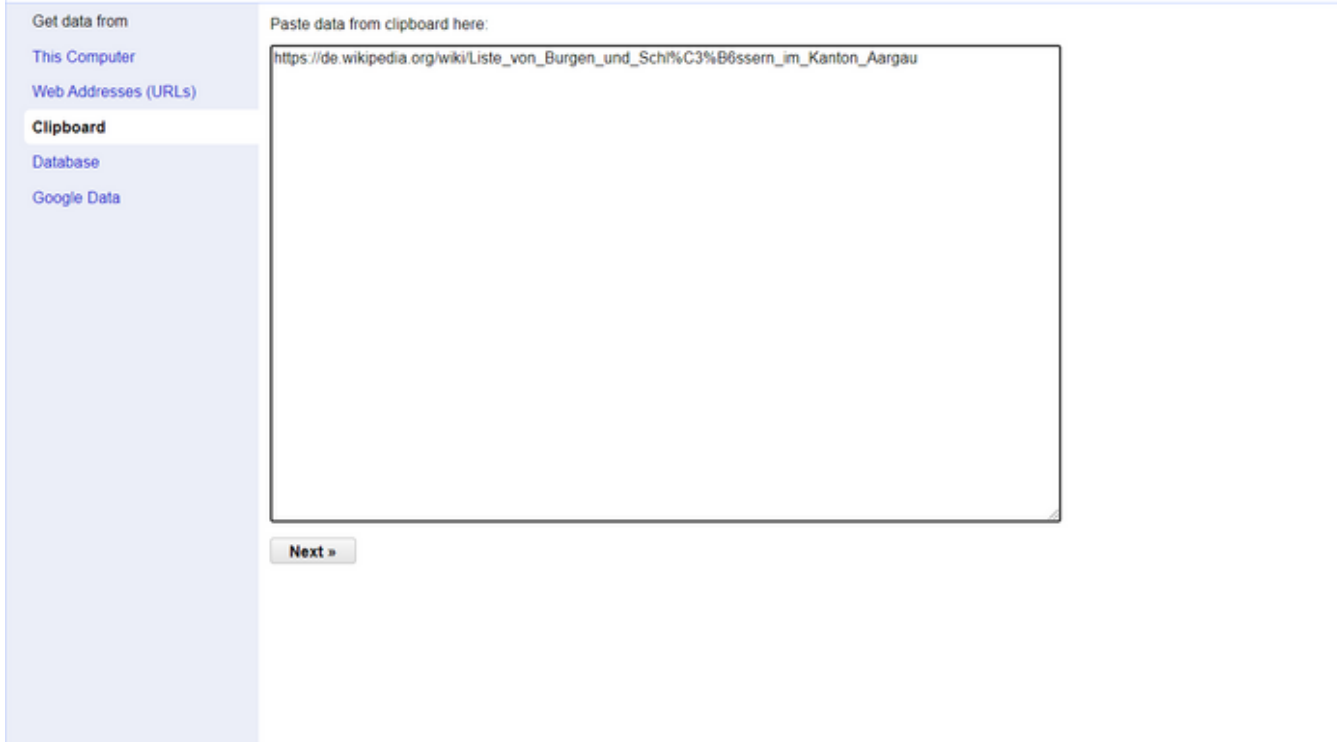 Get data from
This Computer
Web Addresses (URLs)
Clipboard
Database
Google Data
Paste data from clipboard here:
https://de.wikipedia.org/wiki/Liste_von_Burgen_und_Schl%C3%B6ssern_im_Kanton_Aargau
Next »